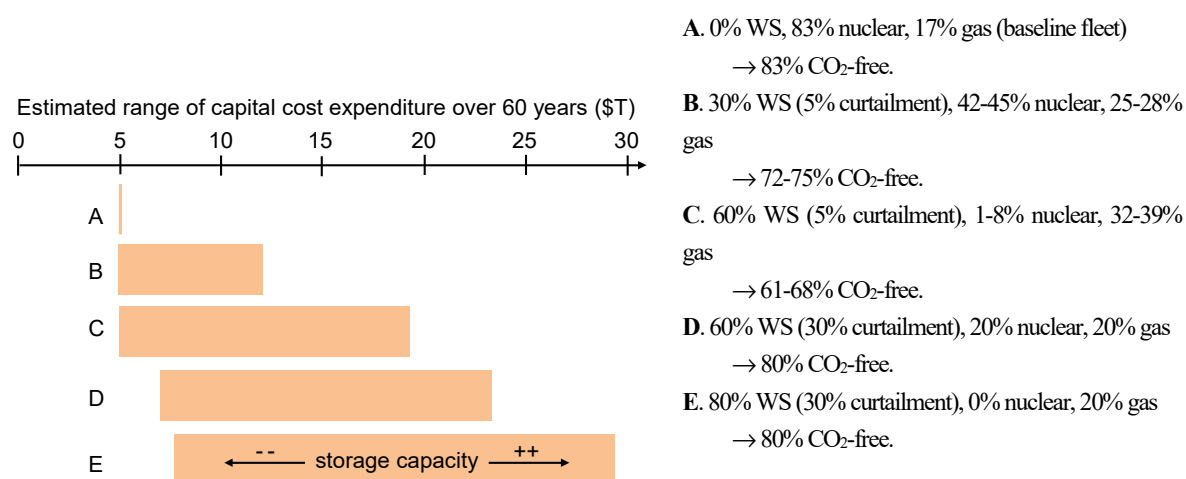 Estimated range of capital cost expenditure over 60 years ($T)
0 5 10 15 20 25 30
A
B
C
D
E
- - storage capacity ++
A. 0% WS, 83% nuclear, 17% gas (baseline fleet)
→ 83% CO₂-free.
B. 30% WS (5% curtailment), 42-45% nuclear, 25-28%
gas
→ 72-75% CO₂-free.
C. 60% WS (5% curtailment), 1-8% nuclear, 32-39%
gas
→ 61-68% CO₂-free.
D. 60% WS (30% curtailment), 20% nuclear, 20% gas
→ 80% CO₂-free.
E. 80% WS (30% curtailment), 0% nuclear, 20% gas
→ 80% CO₂-free.